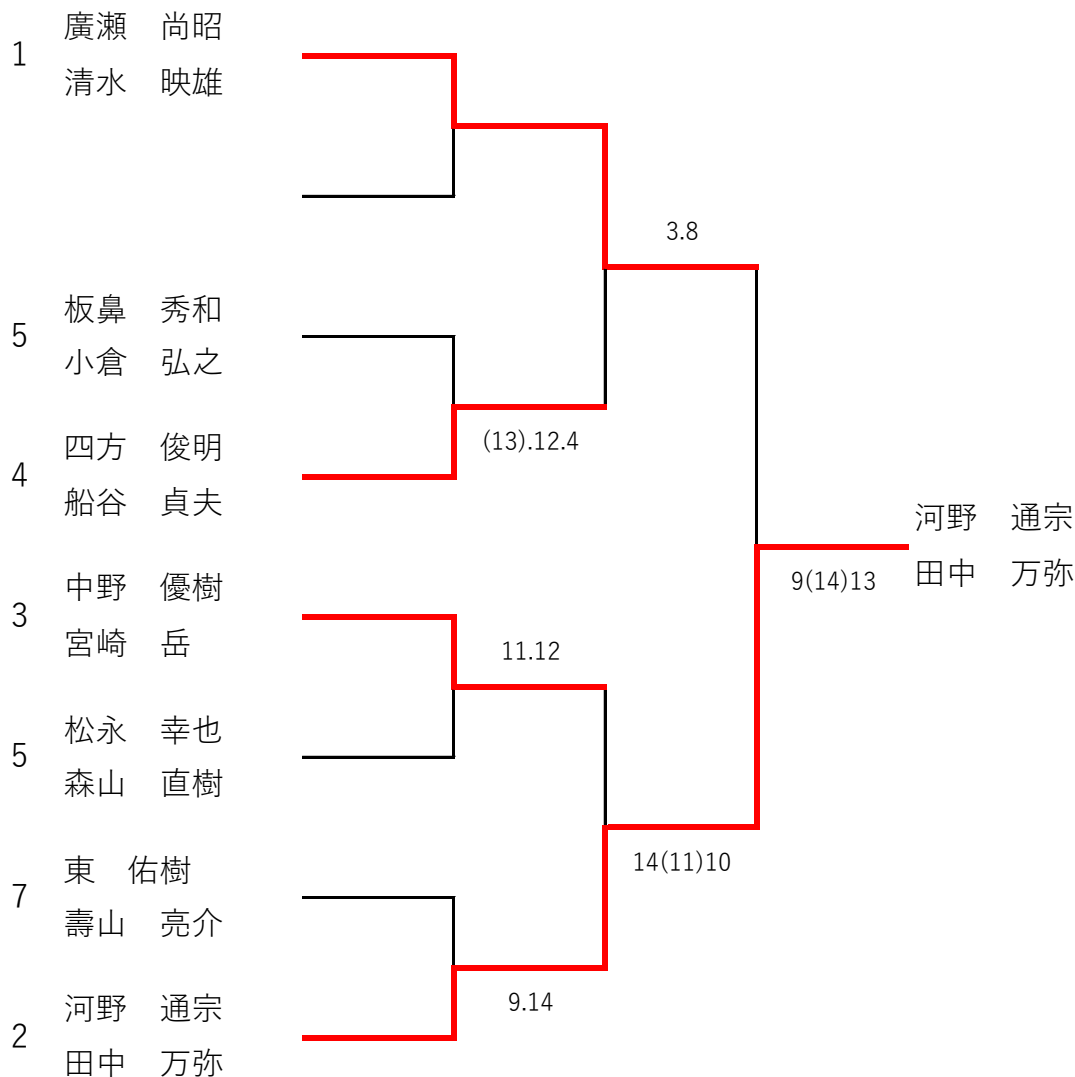 1
廣瀬　尚昭
清水　映雄
3.8
5
板鼻　秀和
小倉　弘之
(13).12.4
4
四方　俊明
船谷　貞夫
河野　通宗
田中　万弥
9(14)13
3
中野　優樹
宮崎　岳
11.12
5
松永　幸也
森山　直樹
14(11)10
7
東　佑樹
壽山　亮介
9.14
2
河野　通宗
田中　万弥